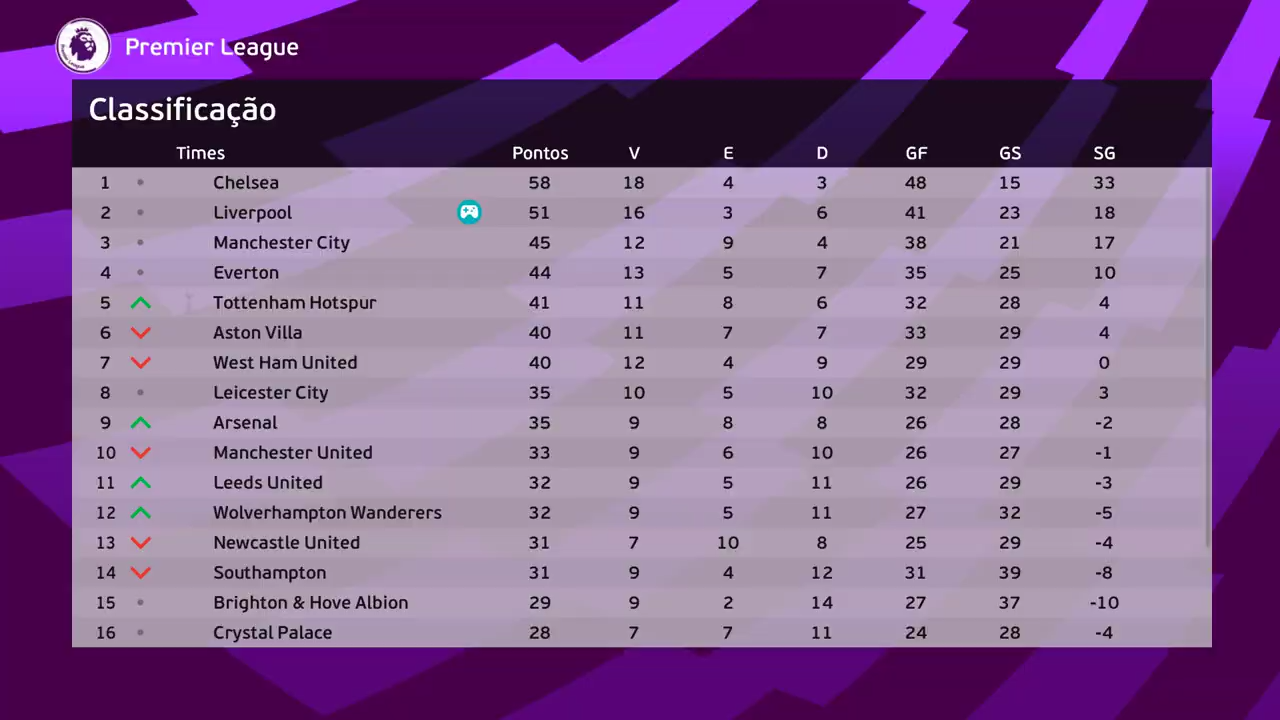 Premier League
Classificação
Times Pontos V E D GF GS SG
1 Chelsea 58 18 4 3 48 15 33
2 Liverpool 51 16 3 6 41 23 18
3 Manchester City 45 12 9 4 38 21 17
4 Everton 44 13 5 7 35 25 10
5 Tottenham Hotspur 41 11 8 6 32 28 4
6 Aston Villa 40 11 7 7 33 29 4
7 West Ham United 40 12 4 9 29 29 0
8 Leicester City 35 10 5 10 32 29 3
9 Arsenal 35 9 8 8 26 28 -2
10 Manchester United 33 9 6 10 26 27 -1
11 Leeds United 32 9 5 11 26 29 -3
12 Wolverhampton Wanderers 32 9 5 11 27 32 -5
13 Newcastle United 31 7 10 8 25 29 -4
14 Southampton 31 9 4 12 31 39 -8
15 Brighton & Hove Albion 29 9 2 14 27 37 -10
16 Crystal Palace 28 7 7 11 24 28 -4